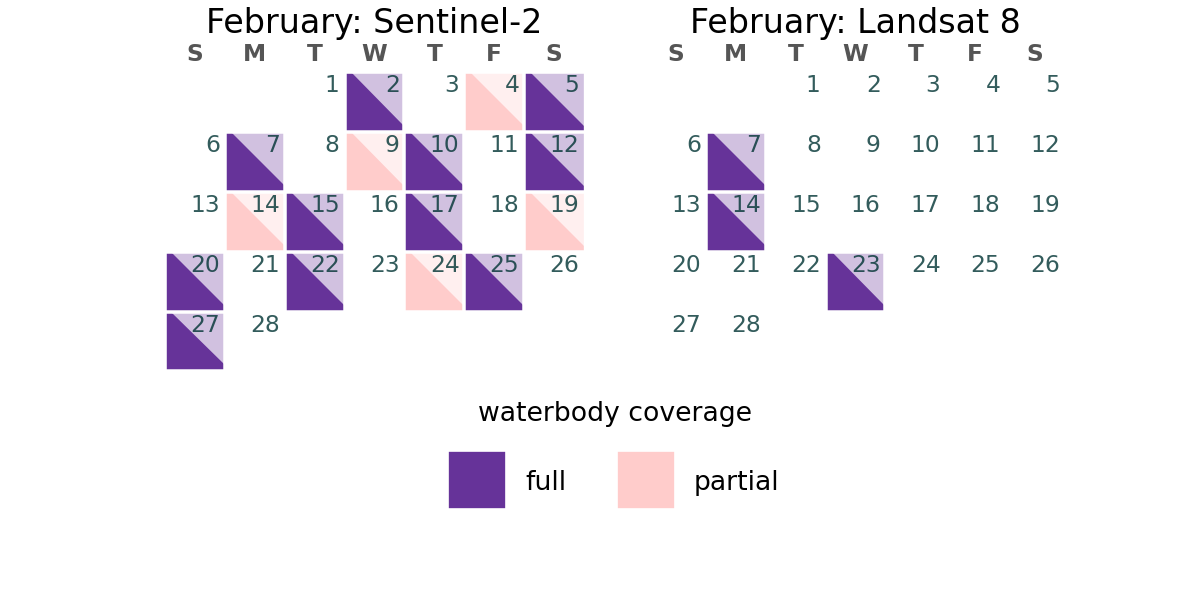 February: Sentinel-2
S M T W T F S
1 2 3 4 5
6 7 8 9 10 11 12
13 14 15 16 17 18 19
20 21 22 23 24 25 26
27 28
February: Landsat 8
S M T W T F S
1 2 3 4 5
6 7 8 9 10 11 12
13 14 15 16 17 18 19
20 21 22 23 24 25 26
27 28
waterbody coverage
full partial